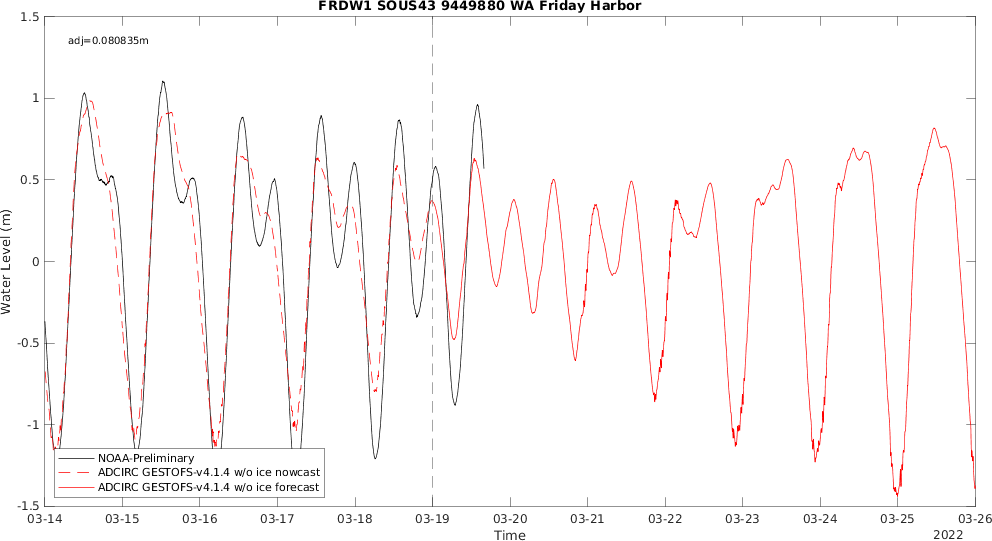 FRDW1 SOUS43 9449880 WA Friday Harbor
adj=0.080835m
1.5
1
0.5
0
-0.5
-1
-1.5
Water Level (m)
NOAA-Preliminary
ADCIRC GESTOFS-v4.1.4 w/o ice nowcast
ADCIRC GESTOFS-v4.1.4 w/o ice forecast
03-14 03-15 03-16 03-17 03-18 03-19 03-20 03-21 03-22 03-23 03-24 03-25 03-26
Time
2022